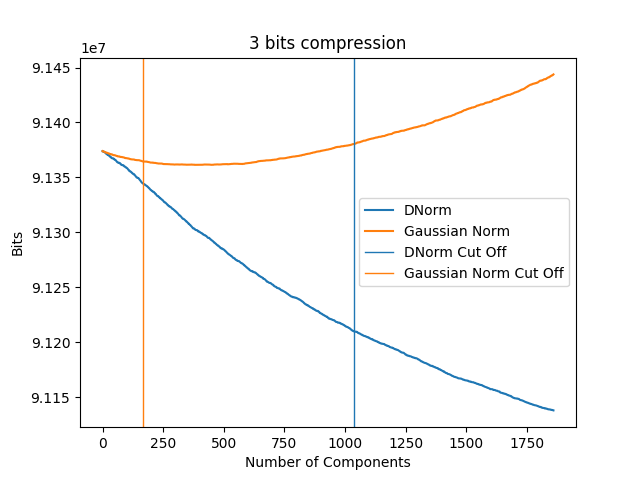 3 bits compression
1e7
9.145
9.140
9.135
9.130
9.125
9.120
9.115
Bits
DNorm
Gaussian Norm
DNorm Cut Off
Gaussian Norm Cut Off
0 250 500 750 1000 1250 1500 1750
Number of Components